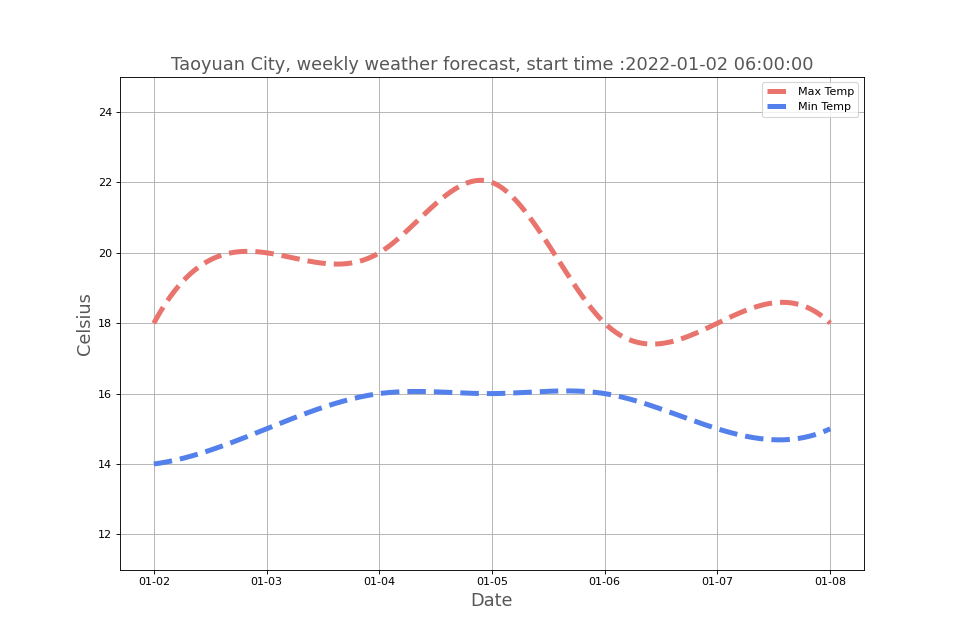 Taoyuan City, weekly weather forecast, start time :2022-01-02 06:00:00
Max Temp
Min Temp
24
22
20
18
16
14
12
Celsius
01-02 01-03 01-04 01-05 01-06 01-07 01-08
Date